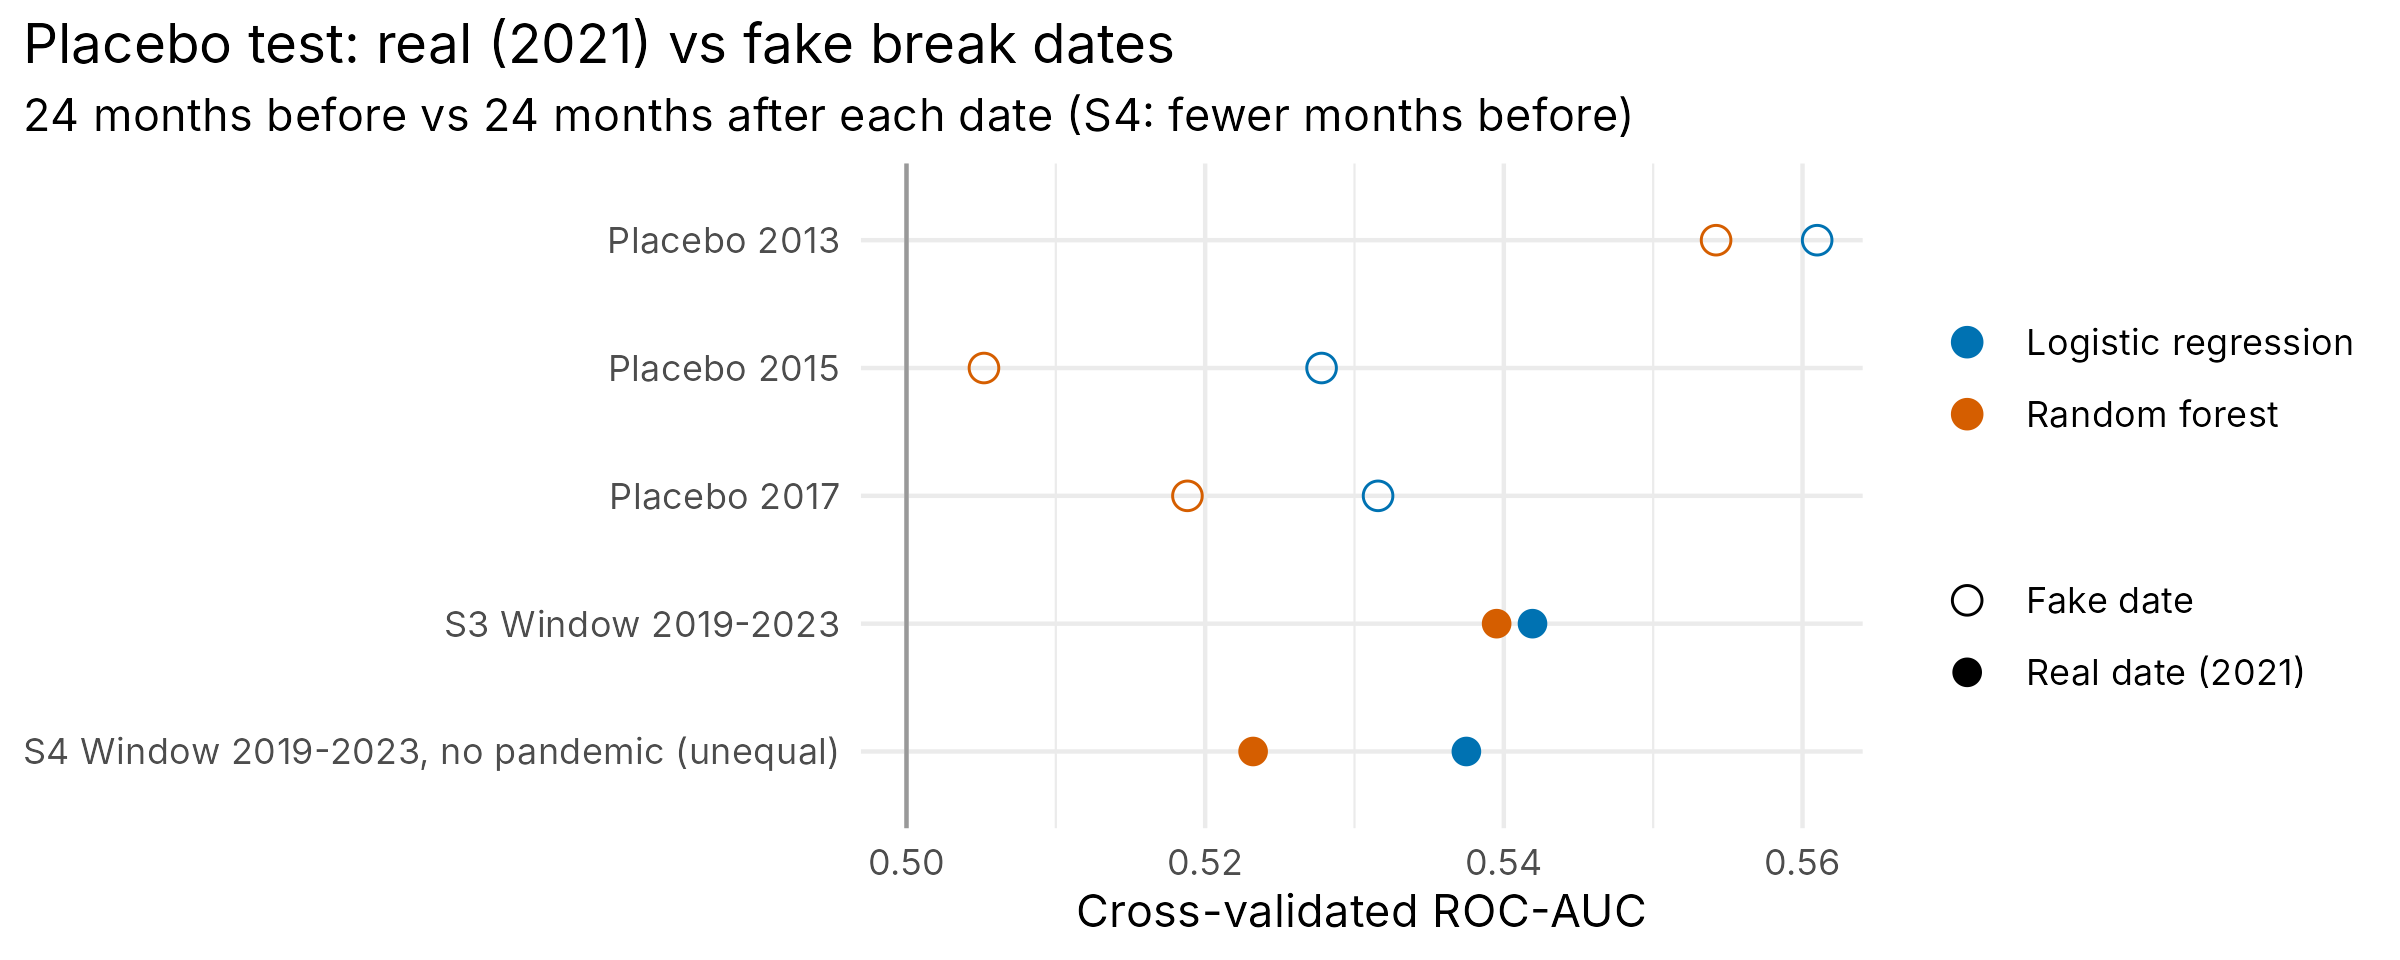 Placebo test: real (2021) vs fake break dates
24 months before vs 24 months after each date (S4: fewer months before)
Placebo 2013
Placebo 2015
Placebo 2017
S3 Window 2019-2023
S4 Window 2019-2023, no pandemic (unequal)
0.50
0.52
0.54
0.56
Cross-validated ROC-AUC
Logistic regression
Random forest
Fake date
Real date (2021)